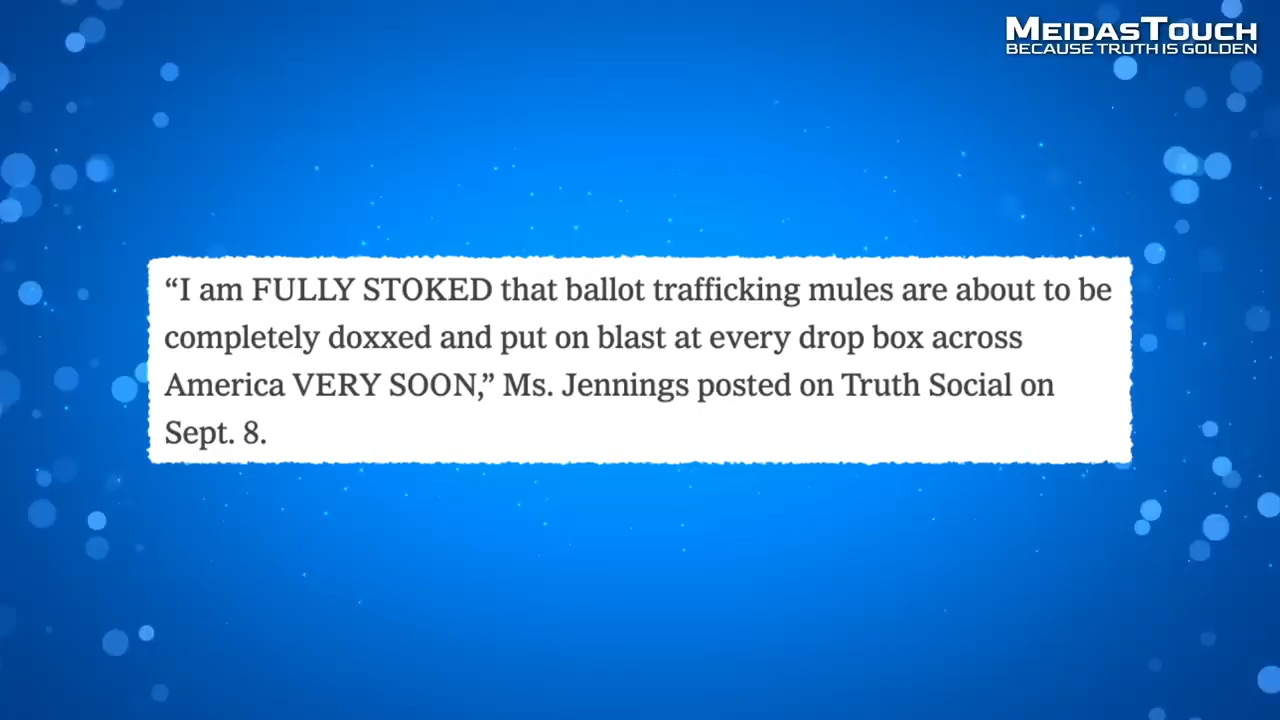 MEIDASTOUCH
BECAUSE TRUTH IS GOLDEN
“I am FULLY STOKED that ballot trafficking mules are about to be
completely doxxed and put on blast at every drop box across
America VERY SOON,” Ms. Jennings posted on Truth Social on
Sept. 8.